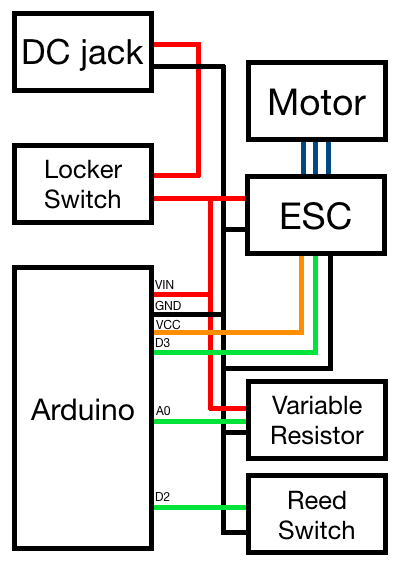 DC jack
Motor
Locker
Switch
ESC
VIN
GND
VCC
D3
Arduino
A0
Variable
Resistor
D2
Reed
Switch